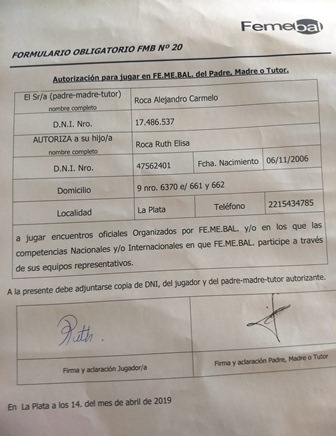 Femebal
FORMULARIO OBLIGATORIO FMB Nº 20
Autorización para jugar en FE.ME.BAL. del Padre, Madre o Tutor.
El Sr/a (padre-madre-tutor)
nombre completo
Roca Alejandro Carmelo
D.N.I. Nro.
17.486.537
AUTORIZA a su hijo/a
nombre completo
Roca Ruth Elisa
D.N.I. Nro.
47562401
Fcha. Nacimiento
06/11/2006
Domicilio
9 nro. 6370 e/ 661 y 662
Localidad
La Plata
Teléfono
2215434785
a jugar encuentros oficiales Organizados por FE.ME.BAL. y/o en los que las
competencias Nacionales y/o Internacionales en que FE.ME.BAL. participe a través
de sus equipos representativos.
A la presente debe adjuntarse copia de DNI, del jugador y del padre-madre-tutor autorizante.
Ruth.
Firma y aclaración Jugador/a
Firma y aclaración Padre, Madre o Tutor
En La Plata a los 14. del mes de abril de 2019